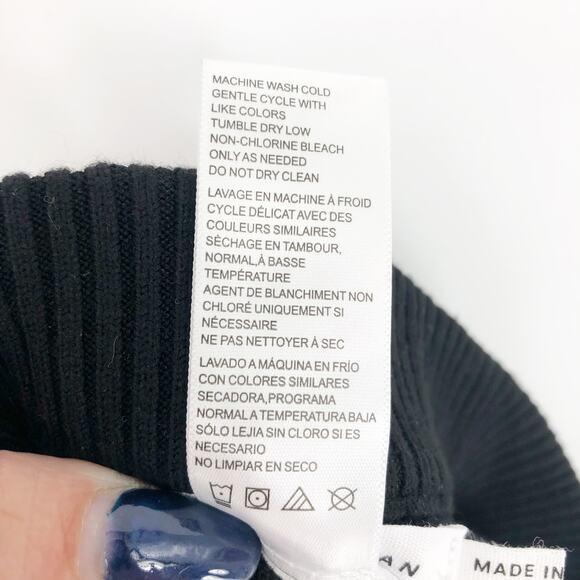 MACHINE WASH COLD
GENTLE CYCLE WITH
LIKE COLORS
TUMBLE DRY LOW
NON-CHLORINE BLEACH
ONLY AS NEEDED
DO NOT DRY CLEAN
LAVAGE EN MACHINE À FROID
CYCLE DÉLICAT AVEC DES
COULEURS SIMILAIRES
SÈCHAGE EN TAMBOUR,
NORMAL,À BASSE
TEMPÉRATURE
AGENT DE BLANCHIMENT NON
CHLORÉ UNIQUEMENT SI
NÉCESSAIRE
NE PAS NETTOYER À SEC
LAVADO A MÁQUINA EN FRÍO
CON COLORES SIMILARES
SECADORA,PROGRAMA
NORMAL A TEMPERATURA BAJA
SÓLO LEJIA SIN CLORO SI ES
NECESARIO
NO LIMPIAR EN SECO
MADE IN